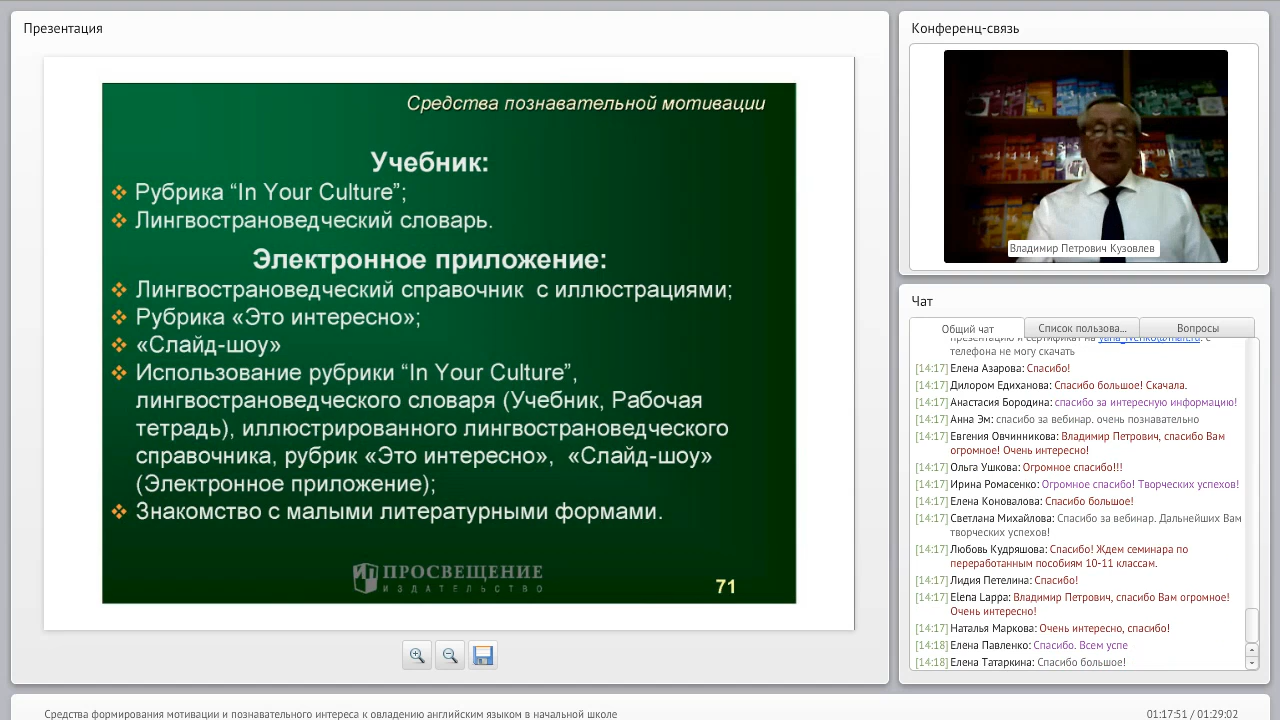 Презентация
Средства познавательной мотивации
Учебник:
Рубрика “In Your Culture”;
Лингвострановедческий словарь.
Электронное приложение:
Лингвострановедческий справочник с иллюстрациями;
Рубрика «Это интересно»;
«Слайд-шоу»
Использование рубрики “In Your Culture”,
лингвострановедческого словаря (Учебник, Рабочая
тетрадь), иллюстрированного лингвострановедческого
справочника, рубрик «Это интересно», «Слайд-шоу»
(Электронное приложение);
Знакомство с малыми литературными формами.
ПРОСВЕЩЕНИЕ
ИЗДАТЕЛЬСТВО
71
Конференц-связь
Владимир Петрович Кузовлев
Чат
Общий чат
Список пользова...
Вопросы
презентацию и сертификат на
телефона не могу скачать
[14:17] Елена Азарова: Спасибо!
[14:17] Дилором Едиханова: Спасибо большое! Скачала.
[14:17] Анастасия Бородина: спасибо за интересную информацию!
[14:17] Анна Эм: спасибо за вебинар. очень познавательно
[14:17] Евгения Овчинникова: Владимир Петрович, спасибо Вам
огромное! Очень интересно!
[14:17] Ольга Ушкова: Огромное спасибо!!!
[14:17] Ирина Ромасенко: Огромное спасибо! Творческих успехов!
[14:17] Елена Коновалова: Спасибо большое!
[14:17] Светлана Михайлова: Спасибо за вебинар. Дальнейших Вам
творческих успехов!
[14:17] Любовь Кудряшова: Спасибо! Ждем семинара по
переработанным пособиям 10-11 классам.
[14:17] Лидия Петелина: Спасибо!
[14:17] Elena Lappa: Владимир Петрович, спасибо Вам огромное!
Очень интересно!
[14:17] Наталья Маркова: Очень интересно, спасибо!
[14:18] Елена Павленко: Спасибо. Всем успе
[14:18] Елена Татаркина: Спасибо большое!
Средства формирования мотивации и познавательного интереса к овладению английским языком в начальной школе
01:17:51 / 01:29:02